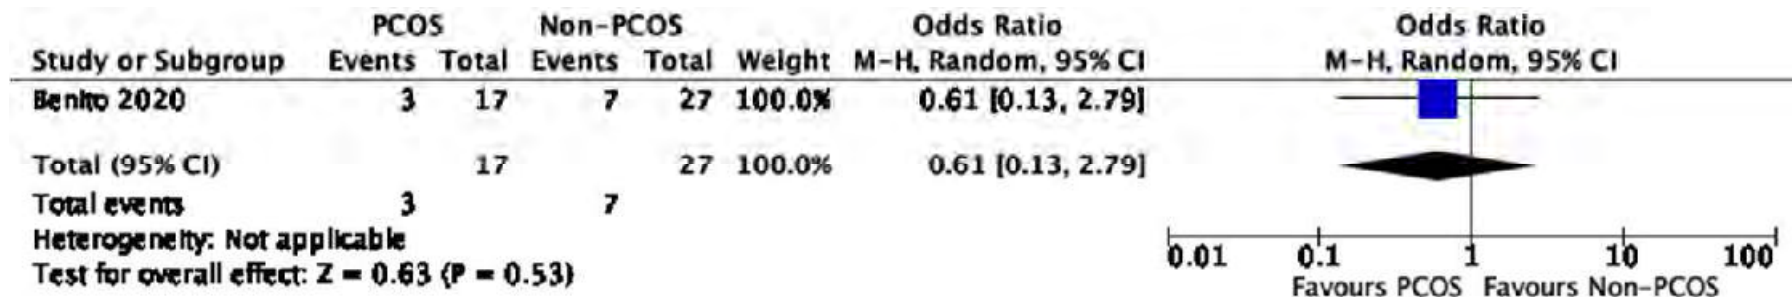 PCOS Non-PCOS Odds Ratio Odds Ratio
Study or Subgroup Events Total Events Total Weight M-H, Random, 95% CI M-H, Random, 95% CI
Benito 2020 3 17 7 27 100.0% 0.61 [0.13, 2.79]
Total (95% CI) 17 27 100.0% 0.61 [0.13, 2.79]
Total events 3 7
Heterogeneity: Not applicable
Test for overall effect: Z = 0.63 (P = 0.53)
0.01 0.1 1 10 100
Favours PCOS Favours Non-PCOS